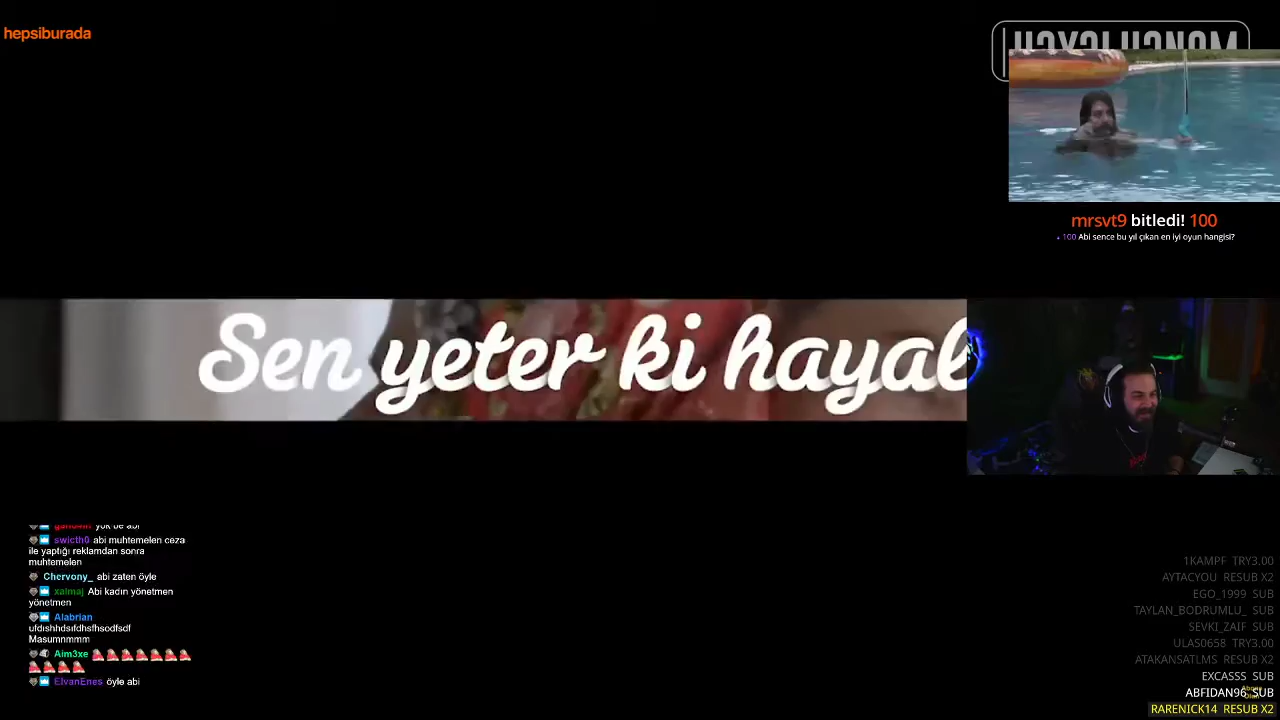 hepsiburada
mrsvt9 bitledi! 100
100 Abi sence bu yıl çıkan en iyi oyun hangisi?
Sen yeter ki hayal
yok be abi
swicth0 abi muhtemelen ceza
ile yaptığı reklamdan sonra
muhtemelen
Chervony_ abi zaten öyle
xalmaj Abi kadın yönetmen
yönetmen
Alabrian
ufdıshhdsıfdhsfhsodfsdf
Masumnmmm
Aim3xe
ElvanEnes öyle abi
1KAMPF TRY3.00
AYTACYOU RESUB X2
EGO_1999 SUB
TAYLAN_BODRUMLU_ SUB
SEVKI_ZAIF SUB
ULAS0658 TRY3.00
ATAKANSATLMS RESUB X2
EXCASSS SUB
ABFIDAN96 SUB
RARENICK14 RESUB X2